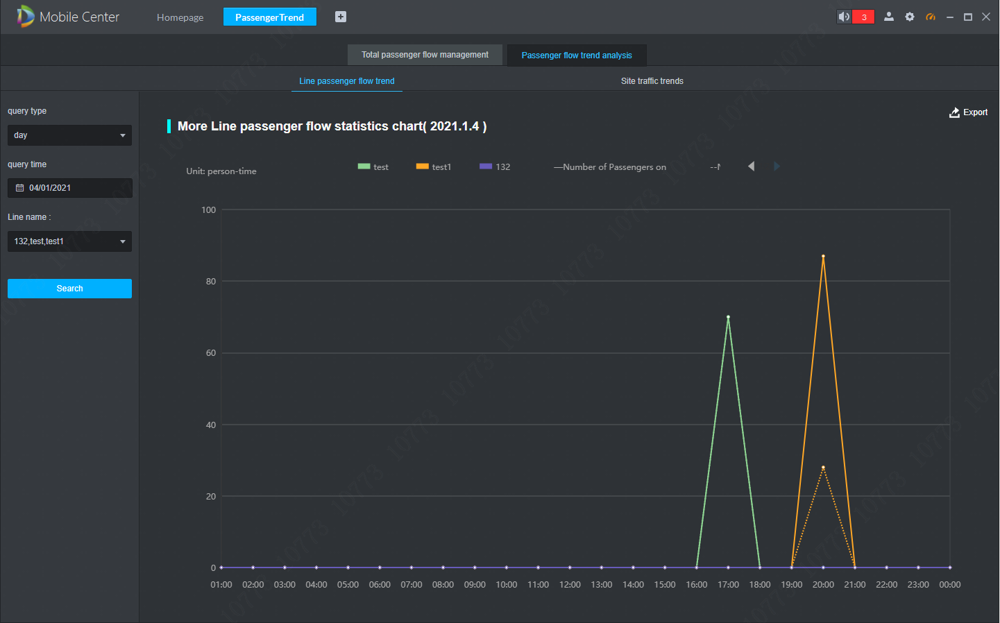 Mobile Center
Homepage
PassengerTrend
3
Total passenger flow management
Passenger flow trend analysis
Line passenger flow trend
Site traffic trends
query type
day
query time
04/01/2021
Line name :
132,test,test1
Search
Export
More Line passenger flow statistics chart( 2021.1.4 )
Unit: person-time
test
test1
132
—Number of Passengers on
100
80
60
40
20
0
01:00 02:00 03:00 04:00 05:00 06:00 07:00 08:00 09:00 10:00 11:00 12:00 13:00 14:00 15:00 16:00 17:00 18:00 19:00 20:00 21:00 22:00 23:00 00:00
10773